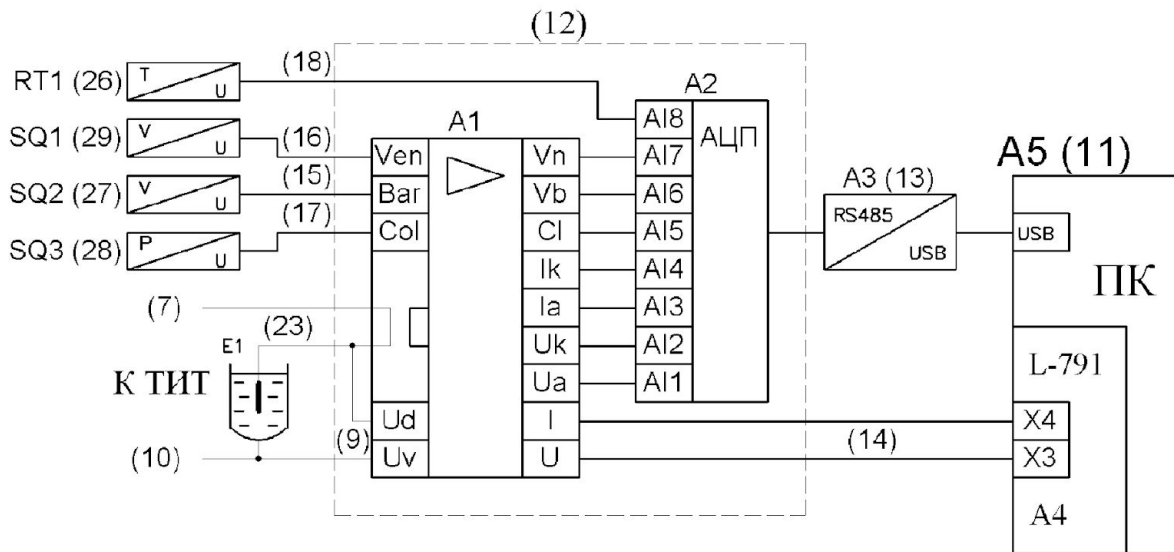 (12)
RT1 (26) T U (18)
SQ1 (29) V U (16)
SQ2 (27) V U (15)
SQ3 (28) P U (17)
A1
Ven
Bar
Col
Ud
Uv
Vn
Vb
Cl
Ik
Ia
Uk
Ua
I
U
A2
АЦП
AI8
AI7
AI6
AI5
AI4
AI3
AI2
AI1
A3 (13)
RS485
USB
A5 (11)
USB
ПК
L-791
X4
X3
A4
(7)
(23)
E1
К ТИТ
(9)
(10)
(14)